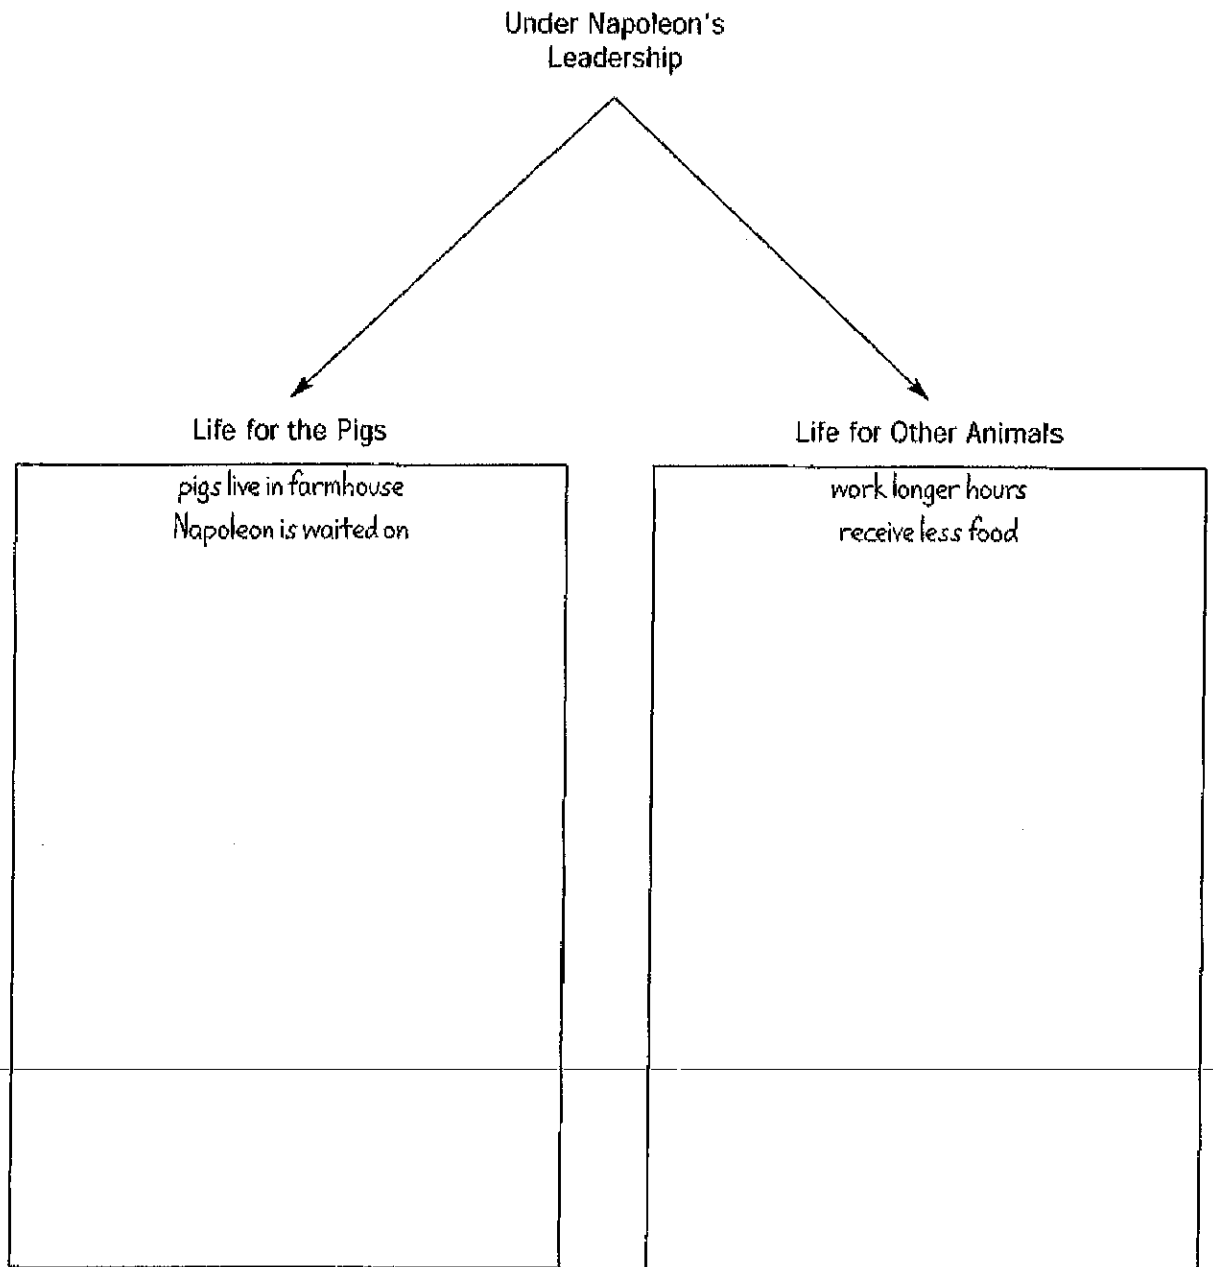 Under Napoleon's
Leadership
Life for the Pigs
Life for Other Animals
pigs live in farmhouse
Napoleon is waited on
work longer hours
receive less food